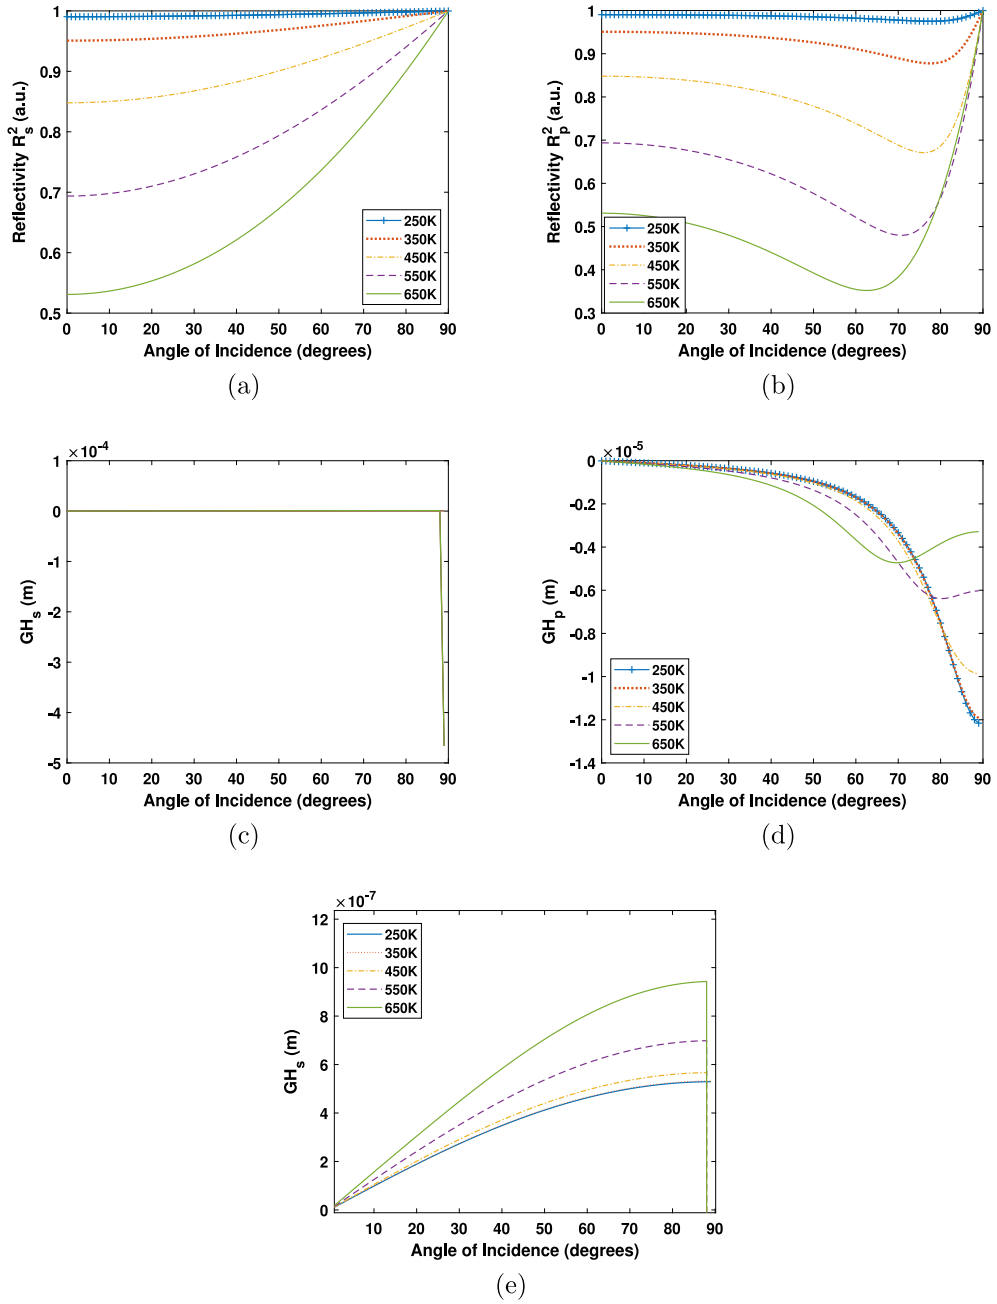 1
0.9
0.8
0.7
0.6
0.5
0 10 20 30 40 50 60 70 80 90
Reflectivity R_s^2 (a.u.)
Angle of Incidence (degrees)
250K
350K
450K
550K
650K
(a)
1
0.9
0.8
0.7
0.6
0.5
0.4
0.3
0 10 20 30 40 50 60 70 80 90
Reflectivity R_p^2 (a.u.)
Angle of Incidence (degrees)
250K
350K
450K
550K
650K
(b)
×10^-4
1
0
-1
-2
-3
-4
-5
0 10 20 30 40 50 60 70 80 90
GH_s (m)
Angle of Incidence (degrees)
(c)
×10^-5
0
-0.2
-0.4
-0.6
-0.8
-1
-1.2
-1.4
0 10 20 30 40 50 60 70 80 90
GH_p (m)
Angle of Incidence (degrees)
250K
350K
450K
550K
650K
(d)
×10^-7
12
10
8
6
4
2
0
10 20 30 40 50 60 70 80 90
GH_s (m)
Angle of Incidence (degrees)
250K
350K
450K
550K
650K
(e)